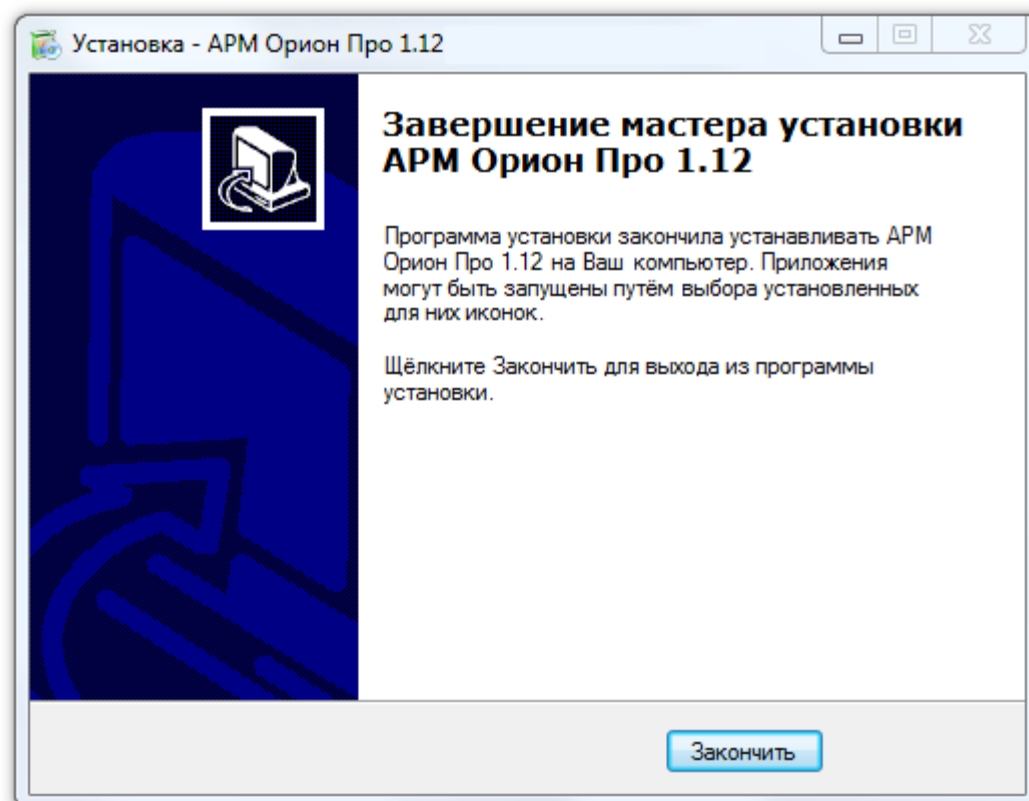 Установка - АРМ Орион Про 1.12
Завершение мастера установки
АРМ Орион Про 1.12
Программа установки закончила устанавливать АРМ
Орион Про 1.12 на Ваш компьютер. Приложения
могут быть запущены путём выбора установленных
для них иконок.
Щёлкните Закончить для выхода из программы
установки.
Закончить